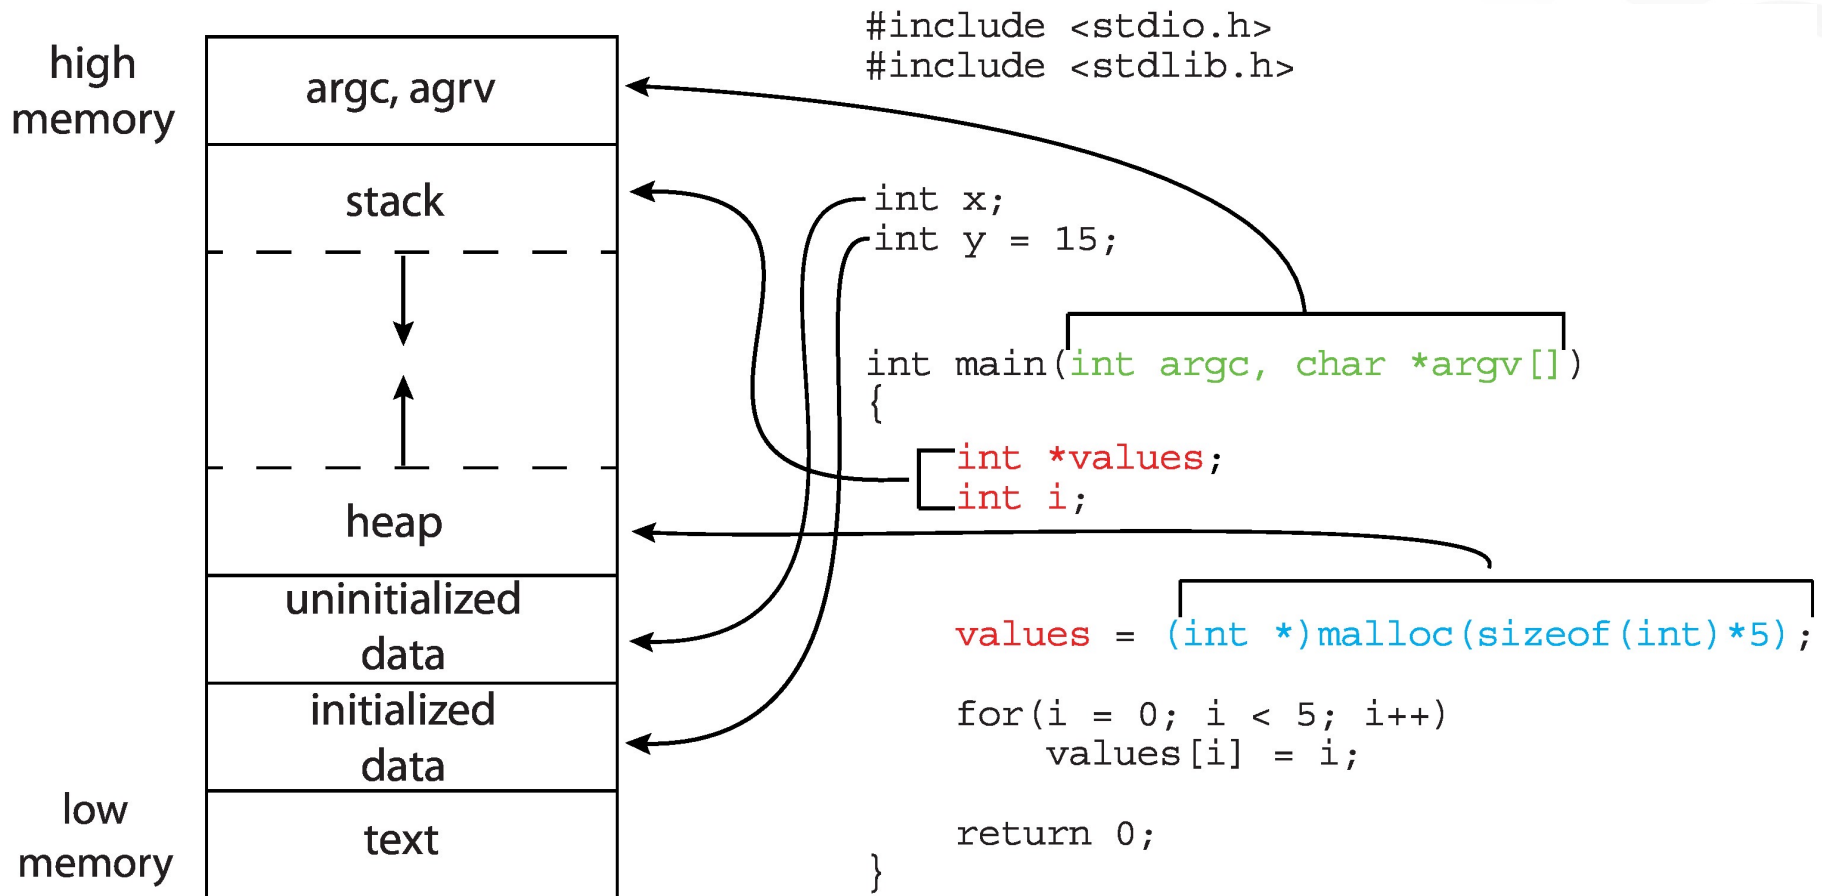 high
memory
argc, agrv
stack
heap
uninitialized
data
initialized
data
low
memory
text
#include <stdio.h>
#include <stdlib.h>
int x;
int y = 15;
int main(int argc, char *argv[])
{
int *values;
int i;
values = (int *)malloc(sizeof(int)*5);
for(i = 0; i < 5; i++)
values[i] = i;
return 0;
}